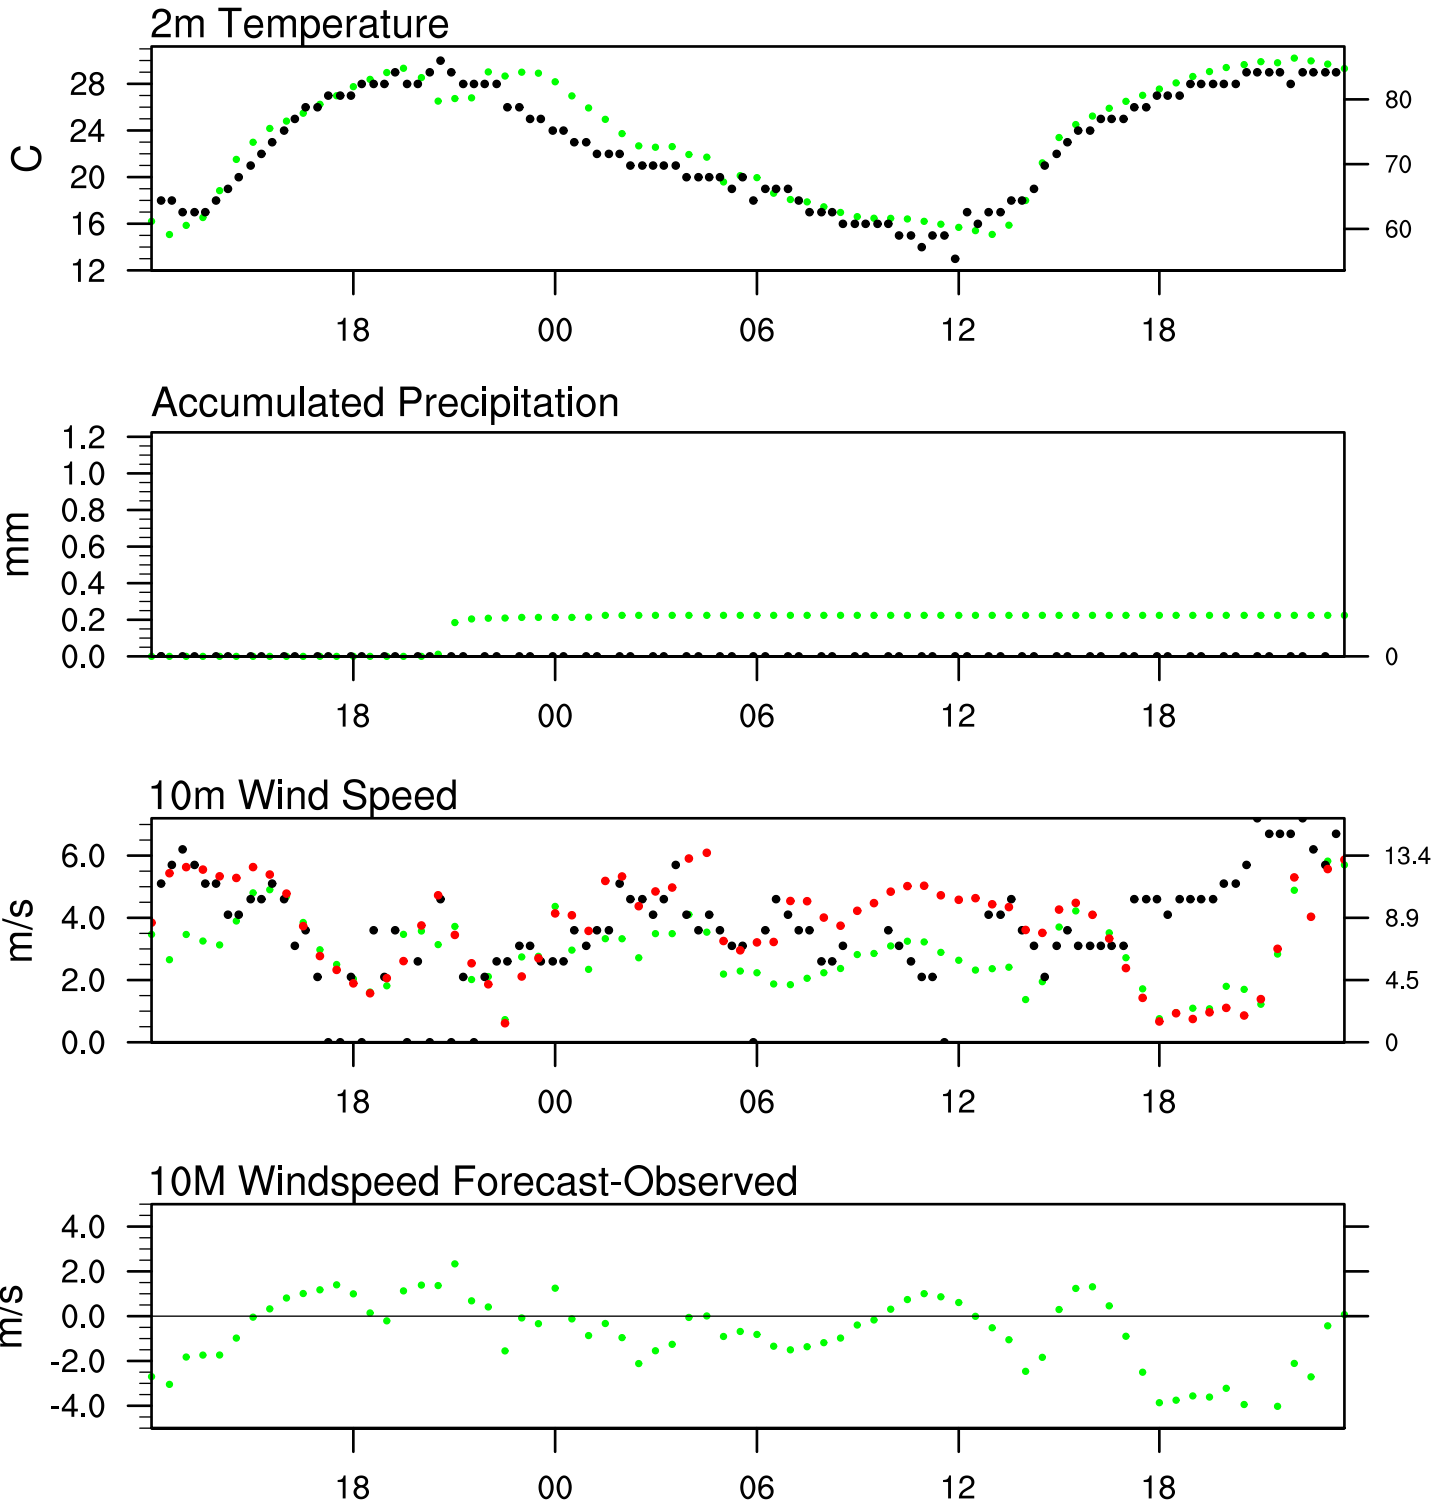 2m Temperature
28
24
20
16
12
C
80
70
60
18 00 06 12 18
Accumulated Precipitation
1.2
1.0
0.8
0.6
0.4
0.2
0.0
mm
0
18 00 06 12 18
10m Wind Speed
6.0
4.0
2.0
0.0
m/s
13.4
8.9
4.5
0
18 00 06 12 18
10M Windspeed Forecast-Observed
4.0
2.0
0.0
-2.0
-4.0
m/s
18 00 06 12 18